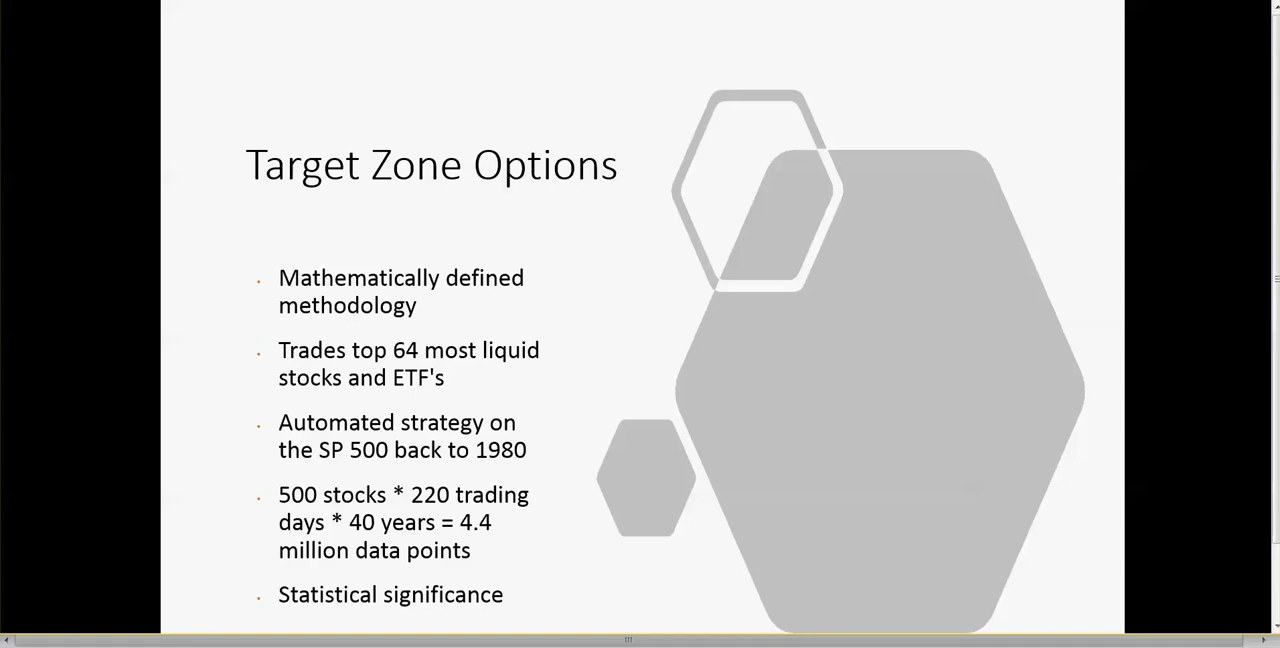 Target Zone Options
Mathematically defined
methodology
Trades top 64 most liquid
stocks and ETF's
Automated strategy on
the SP 500 back to 1980
500 stocks * 220 trading
days * 40 years = 4.4
million data points
Statistical significance